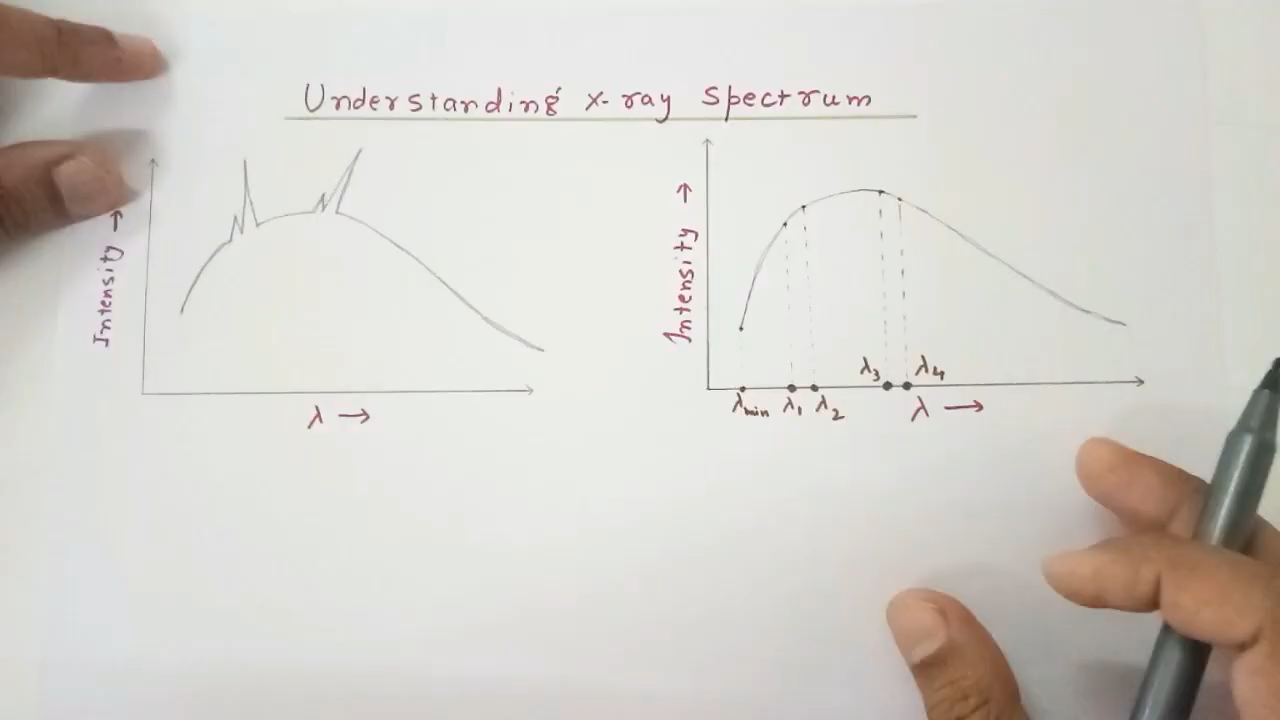 Understanding x-ray spectrum
Intensity →
λ →
Intensity →
λ3 λ4
λmin λ1 λ2 λ →